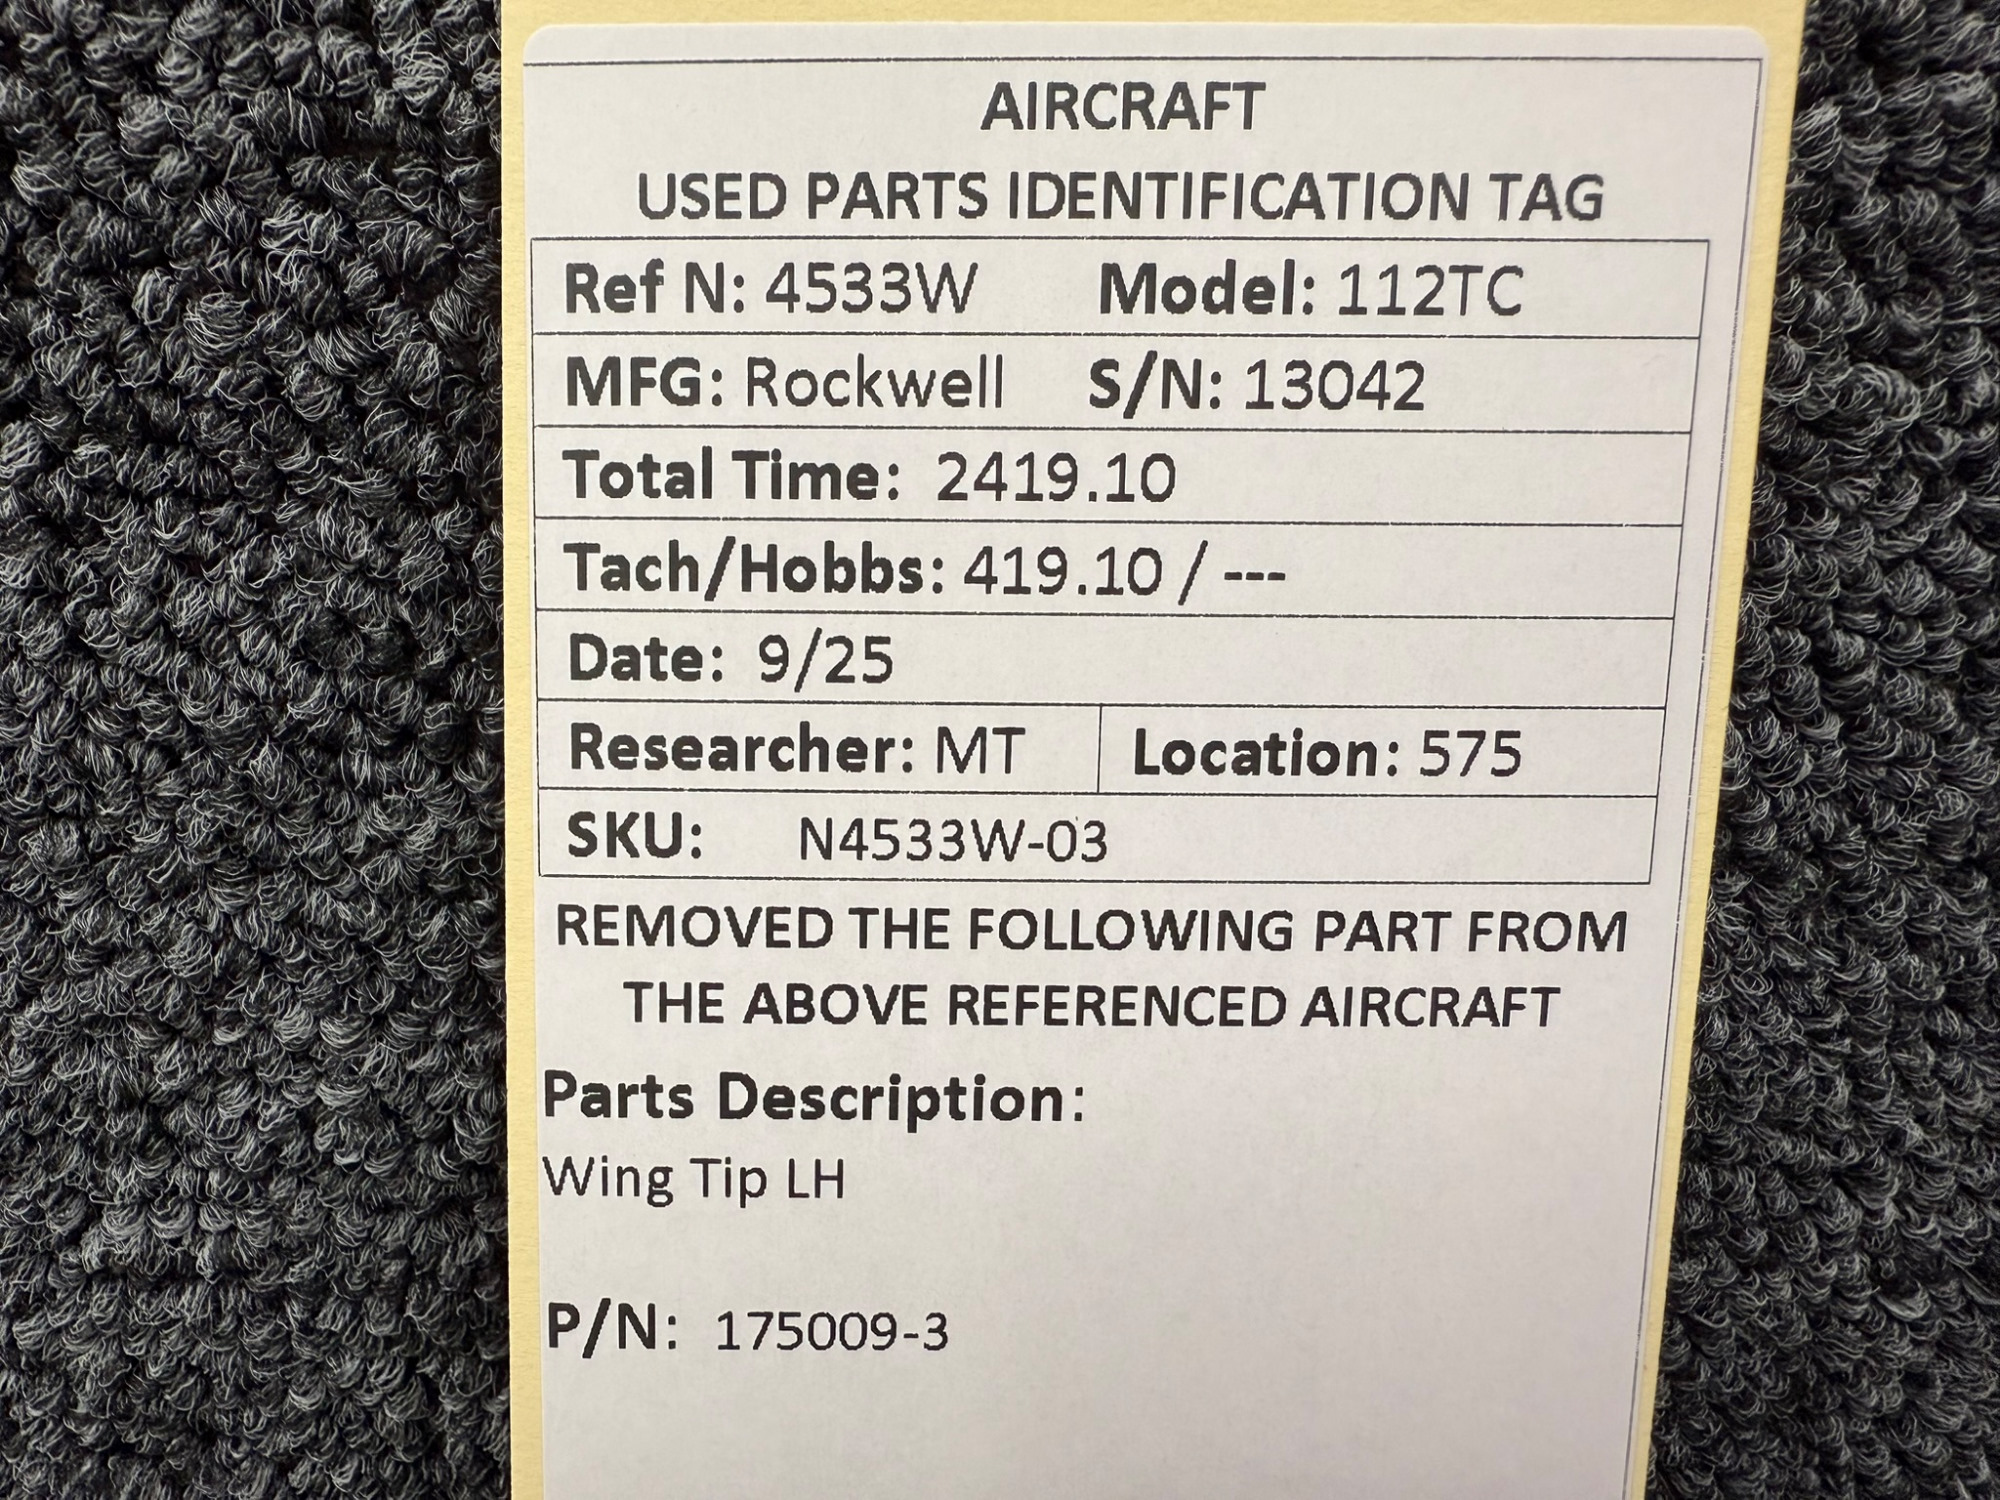 AIRCRAFT
USED PARTS IDENTIFICATION TAG
Ref N: 4533W Model: 112TC
MFG: Rockwell S/N: 13042
Total Time: 2419.10
Tach/Hobbs: 419.10 / ---
Date: 9/25
Researcher: MT Location: 575
SKU: N4533W-03
REMOVED THE FOLLOWING PART FROM
THE ABOVE REFERENCED AIRCRAFT
Parts Description:
Wing Tip LH
P/N: 175009-3